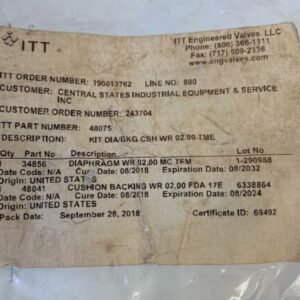 ITT
ITT Engineered Valves, LLC
Phone: (800) 366-1111
Fax: (717) 509-2336
www.engvalves.com
ITT ORDER NUMBER: 190013762 LINE NO: 800
CUSTOMER: CENTRAL STATES INDUSTRIAL EQUIPMENT & SERVICE
INC
CUSTOMER ORDER NUMBER: 243704
ITT PART NUMBER: 48075
(DESCRIPTION): KIT DIA/BKG CSH WR 02.00 TME
Qty Part No Description Lot No
1 34856 DIAPHRAGM WR 02.00 MC TFM 1-290988
Date Code: N/A Cure Date: 08/2018 Expiration Date: 08/2032
Origin: UNITED STATES
1 48041 CUSHION BACKING WR 02.00 FDA 17E 6338864
Date Code: N/A Cure Date: 08/2018 Expiration Date: 08/2024
Origin: UNITED STATES
Pack Date: September 28, 2018 Certificate ID: 69492